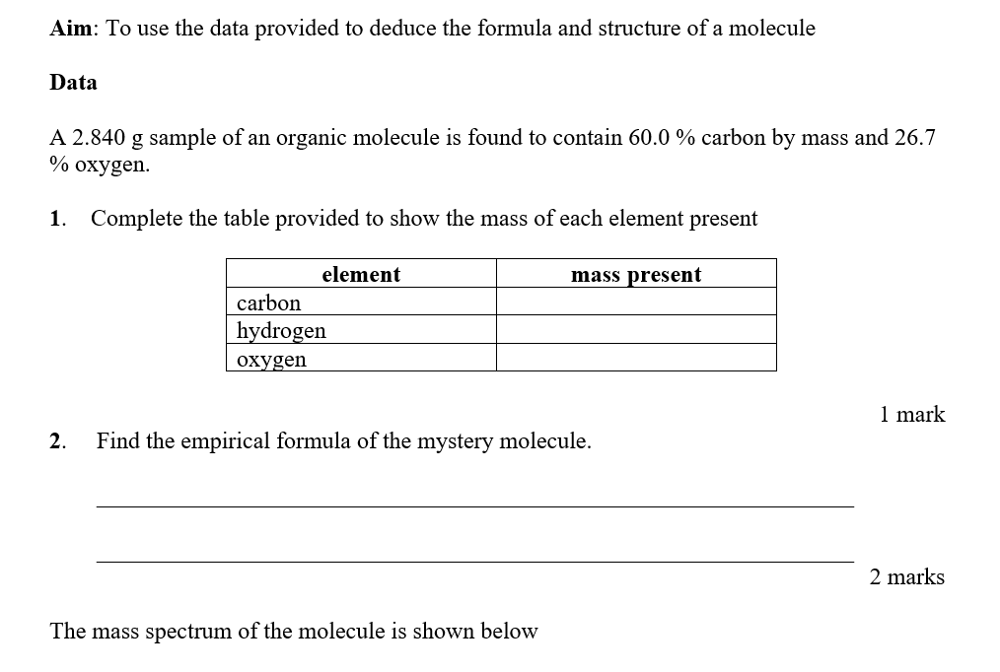 Aim: To use the data provided to deduce the formula and structure of a molecule
Data
A 2.840 g sample of an organic molecule is found to contain 60.0 % carbon by mass and 26.7
% oxygen.
1. Complete the table provided to show the mass of each element present
element mass present
carbon
hydrogen
oxygen
1 mark
2. Find the empirical formula of the mystery molecule.
2 marks
The mass spectrum of the molecule is shown below